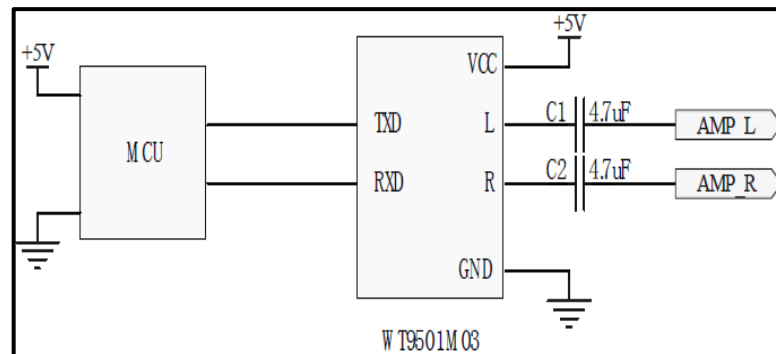 +5V
+5V
VCC
C1 4.7uF
TXD L AMP_L
MCU
C2 4.7uF
RXD R AMP_R
GND
WT9501M03